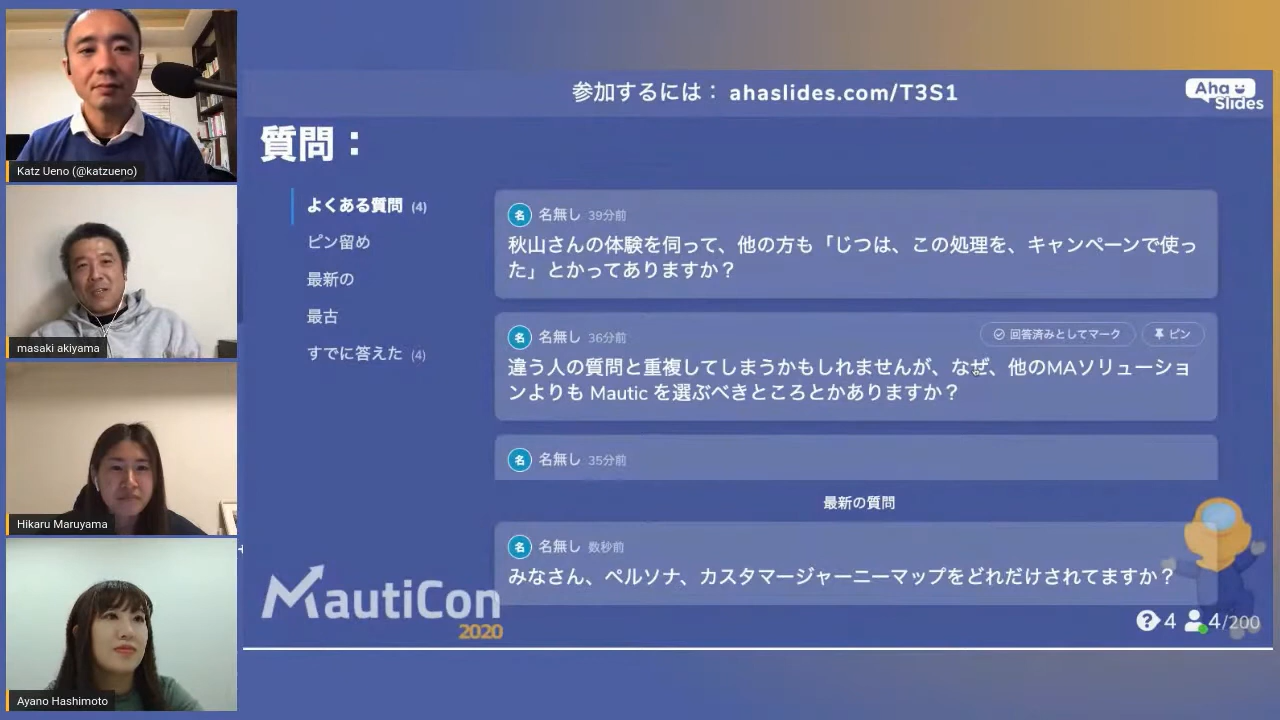 Katz Ueno (@katzueno)
masaki akiyama
Hikaru Maruyama
Ayano Hashimoto
参加するには： ahaslides.com/T3S1
Aha
Slides
質問：
よくある質問 (4)
ピン留め
最新の
最古
すでに答えた (4)
名 名無し 39分前
秋山さんの体験を伺って、他の方も「じつは、この処理を、キャンペーンで使っ
た」とかってありますか？
名 名無し 36分前
回答済みとしてマーク
ピン
違う人の質問と重複してしまうかもしれませんが、なぜ、他のMAソリューショ
ンよりも Mautic を選ぶべきところとかありますか？
名 名無し 35分前
最新の質問
名 名無し 数秒前
みなさん、ペルソナ、カスタマージャーニーマップをどれだけされてますか？
MautiCon
2020
? 4 4/200